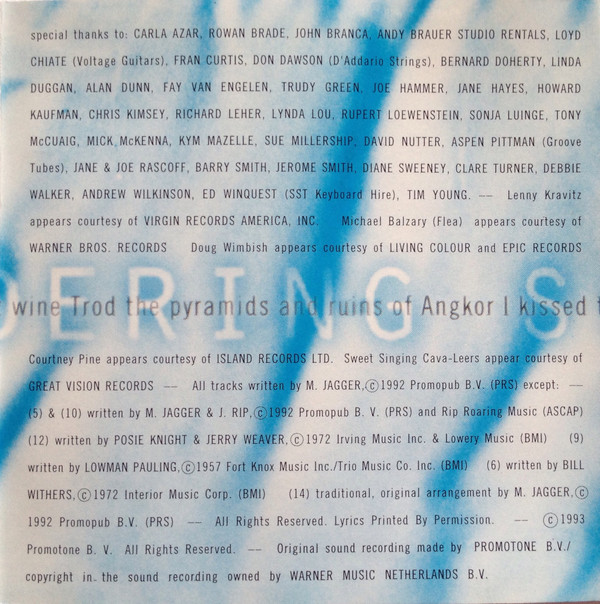 special thanks to: CARLA AZAR, ROWAN BRADE, JOHN BRANCA, ANDY BRAUER STUDIO RENTALS, LOYD
CHIATE (Voltage Guitars), FRAN CURTIS, DON DAWSON (D'Addario Strings), BERNARD DOHERTY, LINDA
DUGGAN, ALAN DUNN, FAY VAN ENGELEN, TRUDY GREEN, JOE HAMMER, JANE HAYES, HOWARD
KAUFMAN, CHRIS KIMSEY, RICHARD LEHER, LYNDA LOU, RUPERT LOEWENSTEIN, SONJA LUINGE, TONY
McCUAIG, MICK McKENNA, KYM MAZELLE, SUE MILLERSHIP, DAVID NUTTER, ASPEN PITTMAN (Groove
Tubes), JANE & JOE RASCOFF, BARRY SMITH, JEROME SMITH, DIANE SWEENEY, CLARE TURNER, DEBBIE
WALKER, ANDREW WILKINSON, ED WINQUEST (SST Keyboard Hire), TIM YOUNG. — Lenny Kravitz
appears courtesy of VIRGIN RECORDS AMERICA, INC. Michael Balzary (Flea) appears courtesy of
WARNER BROS. RECORDS Doug Wimbish appears courtesy of LIVING COLOUR and EPIC RECORDS
DERING S
wine Trod the pyramids and ruins of Angkor I kissed t
Courtney Pine appears courtesy of ISLAND RECORDS LTD. Sweet Singing Cava-Leers appear courtesy of
GREAT VISION RECORDS — All tracks written by M. JAGGER,©1992 Promopub B.V. (PRS) except: —
(5) & (10) written by M. JAGGER & J. RIP,©1992 Promopub B. V. (PRS) and Rip Roaring Music (ASCAP)
(12) written by POSIE KNIGHT & JERRY WEAVER,©1972 Irving Music Inc. & Lowery Music (BMI) (9)
written by LOWMAN PAULING,©1957 Fort Knox Music Inc./Trio Music Co. Inc. (BMI) (6) written by BILL
WITHERS,©1972 Interior Music Corp. (BMI) (14) traditional, original arrangement by M. JAGGER,©
1992 Promopub B.V. (PRS) — All Rights Reserved. Lyrics Printed By Permission. — ©1993
Promotone B. V. All Rights Reserved. — Original sound recording made by PROMOTONE B.V./
copyright in the sound recording owned by WARNER MUSIC NETHERLANDS B.V.